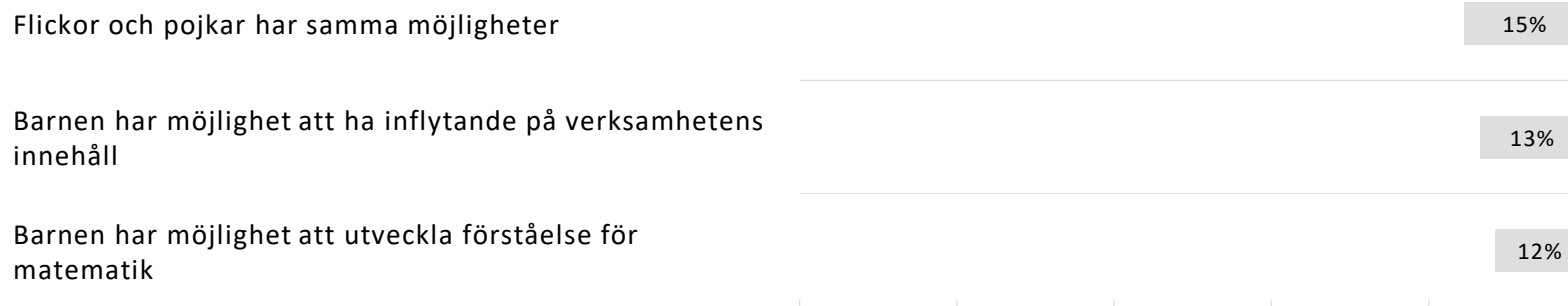 Flickor och pojkar har samma möjligheter
15%
Barnen har möjlighet att ha inflytande på verksamhetens
innehåll
13%
Barnen har möjlighet att utveckla förståelse för
matematik
12%